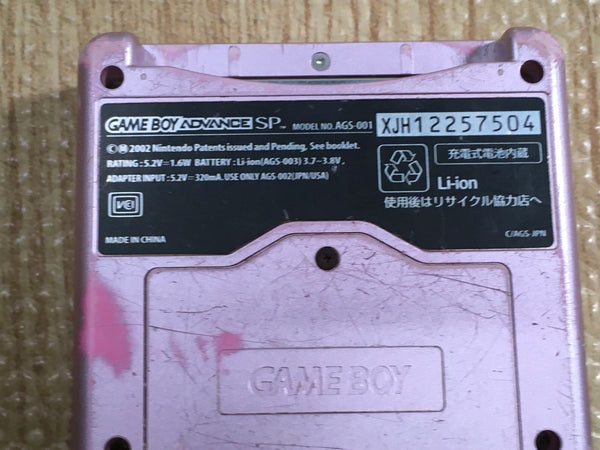 GAME BOY ADVANCE SP™ MODEL NO. AGS-001 XJH12257504
©Ⓜ 2002 Nintendo Patents issued and Pending, See booklet.
RATING : 5.2V⎓1.6W BATTERY : Li-ion(AGS-003) 3.7~3.8V,
ADAPTER INPUT : 5.2V⎓320mA. USE ONLY AGS-002(JPN/USA)
VCI
MADE IN CHINA
充電式電池内蔵
Li-ion
使用後はリサイクル協力店へ
C/AGS-JPN
GAME BOY